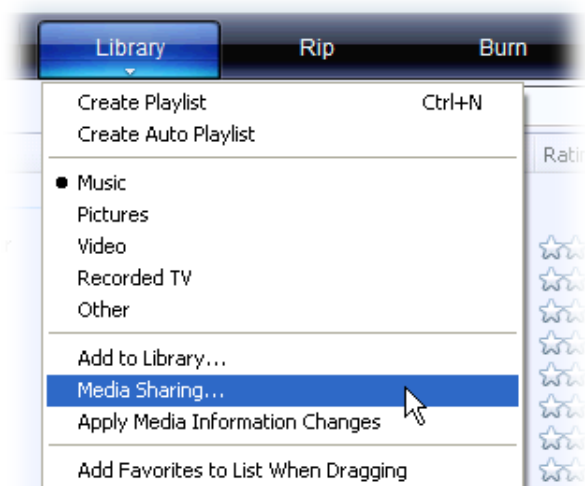 Library Rip Burn
Create Playlist Ctrl+N
Create Auto Playlist
Music
Pictures
Video
Recorded TV
Other
Add to Library...
Media Sharing...
Apply Media Information Changes
Add Favorites to List When Dragging